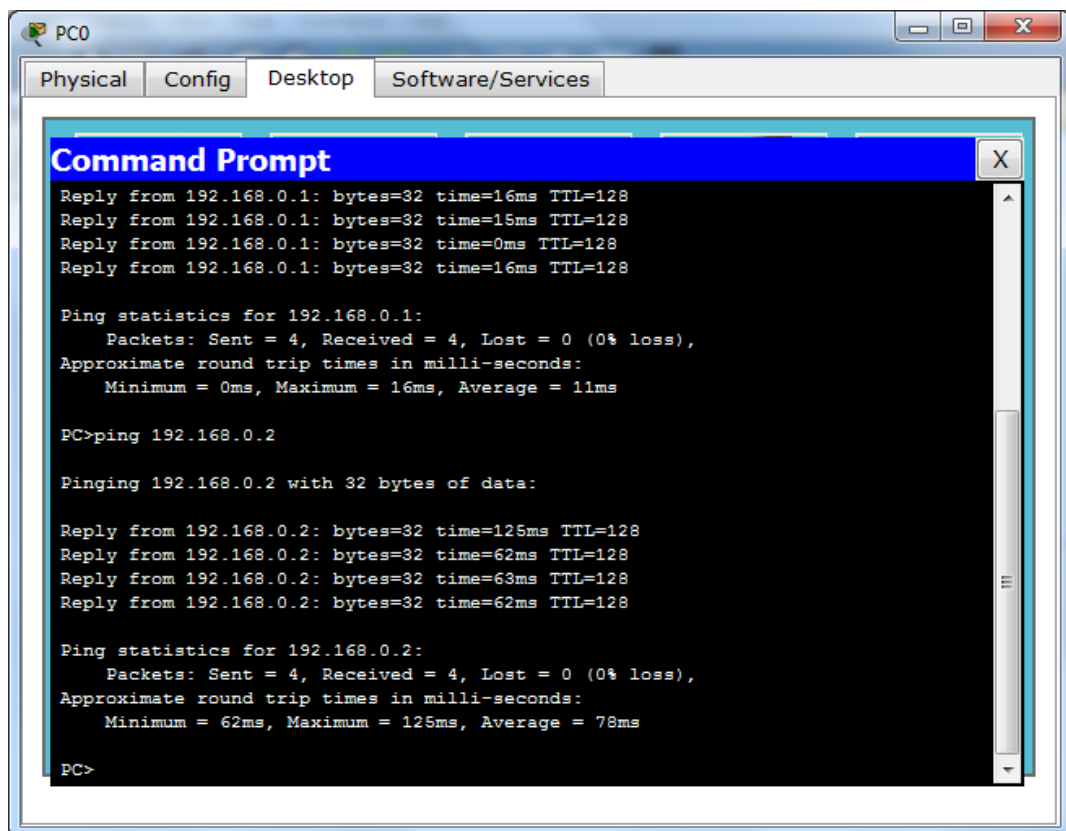 PC0
X
Physical Config Desktop Software/Services
Command Prompt X
Reply from 192.168.0.1: bytes=32 time=16ms TTL=128
Reply from 192.168.0.1: bytes=32 time=15ms TTL=128
Reply from 192.168.0.1: bytes=32 time=0ms TTL=128
Reply from 192.168.0.1: bytes=32 time=16ms TTL=128
Ping statistics for 192.168.0.1:
Packets: Sent = 4, Received = 4, Lost = 0 (0% loss),
Approximate round trip times in milli-seconds:
Minimum = 0ms, Maximum = 16ms, Average = 11ms
PC>ping 192.168.0.2
Pinging 192.168.0.2 with 32 bytes of data:
Reply from 192.168.0.2: bytes=32 time=125ms TTL=128
Reply from 192.168.0.2: bytes=32 time=62ms TTL=128
Reply from 192.168.0.2: bytes=32 time=63ms TTL=128
Reply from 192.168.0.2: bytes=32 time=62ms TTL=128
Ping statistics for 192.168.0.2:
Packets: Sent = 4, Received = 4, Lost = 0 (0% loss),
Approximate round trip times in milli-seconds:
Minimum = 62ms, Maximum = 125ms, Average = 78ms
PC>